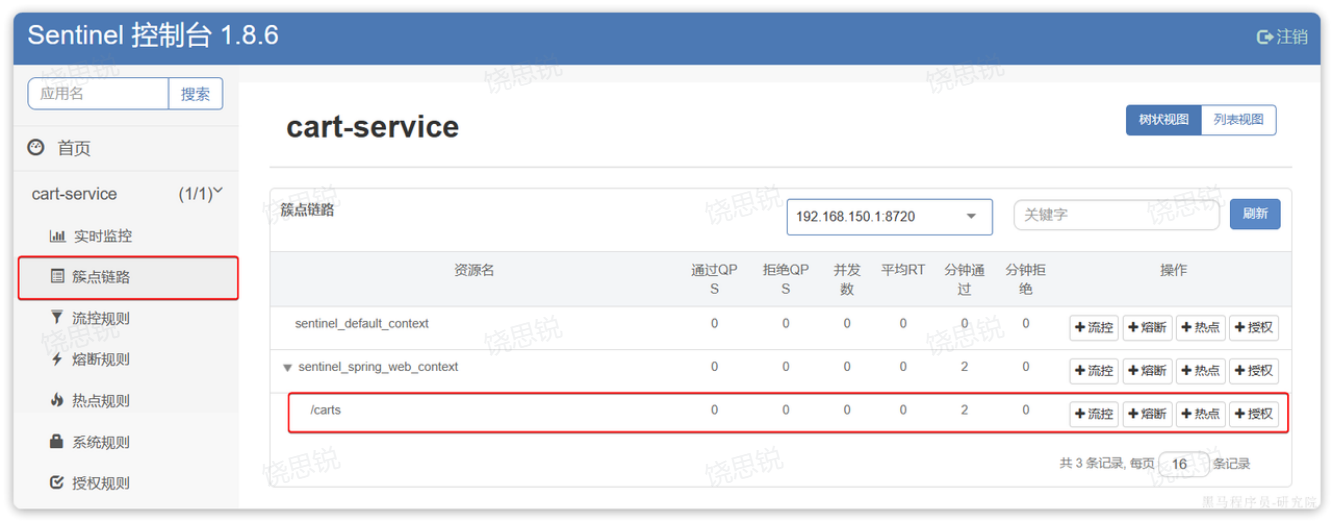 Sentinel 控制台 1.8.6
注销
应用名
搜索
首页
cart-service (1/1)
实时监控
簇点链路
流控规则
熔断规则
热点规则
系统规则
授权规则
cart-service
树状视图 列表视图
簇点链路
192.168.150.1:8720
关键字
刷新
资源名 通过QPS 拒绝QPS 并发数 平均RT 分钟通过 分钟拒绝 操作
sentinel_default_context 0 0 0 0 0 0 +流控 +熔断 +热点 +授权
sentinel_spring_web_context 0 0 0 0 2 0 +流控 +熔断 +热点 +授权
/carts 0 0 0 0 2 0 +流控 +熔断 +热点 +授权
共 3 条记录, 每页 16 条记录
饶思锐
黑马程序员-研究院